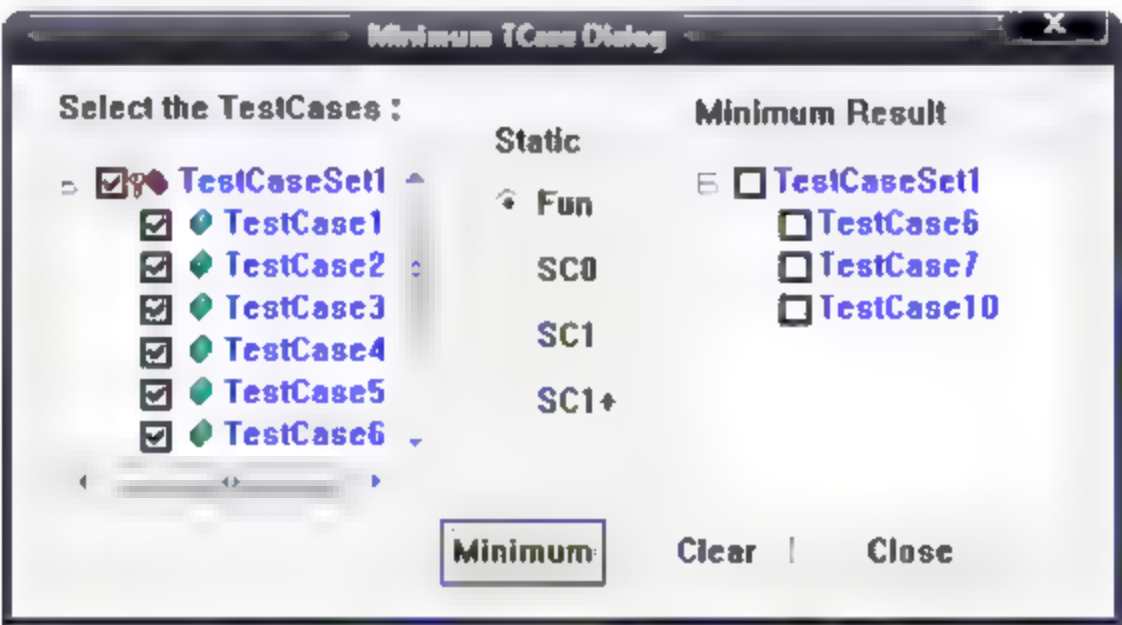 Minimum TCase Dialog
X
Select the TestCases :
TestCaseSet1
TestCase1
TestCase2
TestCase3
TestCase4
TestCase5
TestCase6
Static
Fun
SC0
SC1
SC1+
Minimum Result
TestCaseSet1
TestCase6
TestCase7
TestCase10
Minimum
Clear
Close